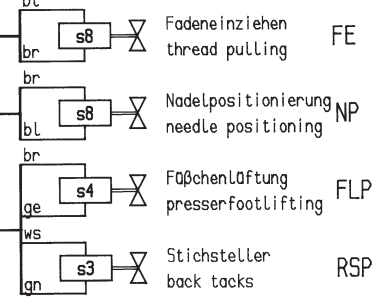 bl
s8
Fadeneinziehen
thread pulling
FE
br
br
s8
Nadelpositionierung
needle positioning
NP
bl
br
s4
Füßchenlüftung
presserfootlifting
FLP
ge
ws
s3
Stichsteller
back tacks
RSP
gn